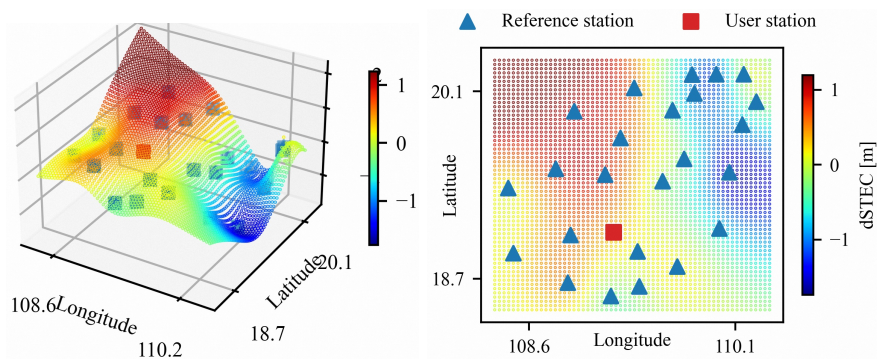 Reference station
User station
1
0
−1
Latitude
20.1
18.7
Longitude
108.6
110.2
20.1
Latitude
18.7
Longitude
108.6
110.1
1
0
−1
dSTEC [m]